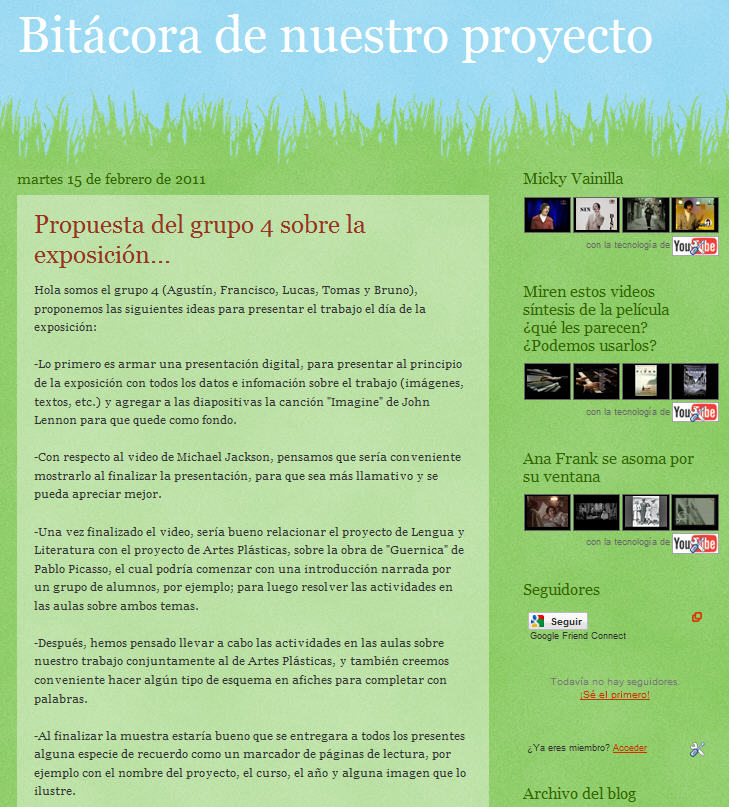 Bitácora de nuestro proyecto
martes 15 de febrero de 2011
Propuesta del grupo 4 sobre la
exposición...
Hola somos el grupo 4 (Agustín, Francisco, Lucas, Tomas y Bruno),
proponemos las siguientes ideas para presentar el trabajo el día de la
exposición:
-Lo primero es armar una presentación digital, para presentar al principio
de la exposición con todos los datos e infomación sobre el trabajo (imágenes,
textos, etc.) y agregar a las diapositivas la canción "Imagine" de John
Lennon para que quede como fondo.
-Con respecto al video de Michael Jackson, pensamos que sería conveniente
mostrarlo al finalizar la presentación, para que sea más llamativo y se
pueda apreciar mejor.
-Una vez finalizado el video, sería bueno relacionar el proyecto de Lengua y
Literatura con el proyecto de Artes Plásticas, sobre la obra de "Guernica" de
Pablo Picasso, el cual podría comenzar con una introducción narrada por
un grupo de alumnos, por ejemplo; para luego resolver las actividades en
las aulas sobre ambos temas.
-Después, hemos pensado llevar a cabo las actividades en las aulas sobre
nuestro trabajo conjuntamente al de Artes Plásticas, y también creemos
conveniente hacer algún tipo de esquema en afiches para completar con
palabras.
-Al finalizar la muestra estaría bueno que se entregara a todos los presentes
alguna especie de recuerdo como un marcador de páginas de lectura, por
ejemplo con el nombre del proyecto, el curso, el año y alguna imagen que lo
ilustre.
Micky Vainilla
con la tecnología de YouTube
Miren estos videos
síntesis de la película
¿qué les parecen?
¿Podemos usarlos?
con la tecnología de YouTube
Ana Frank se asoma por
su ventana
con la tecnología de YouTube
Seguidores
Seguir
Google Friend Connect
Todavía no hay seguidores.
¡Sé el primero!
¿Ya eres miembro? Acceder
Archivo del blog